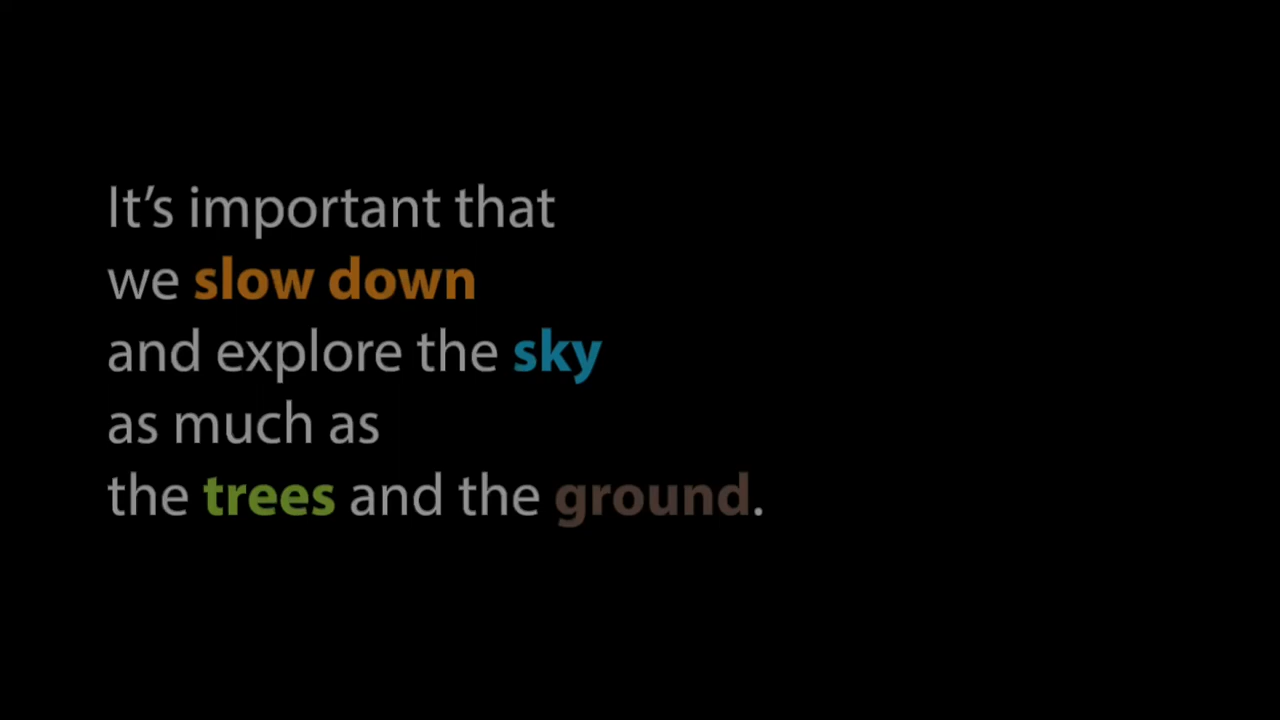 It’s important that
we slow down
and explore the sky
as much as
the trees and the ground.